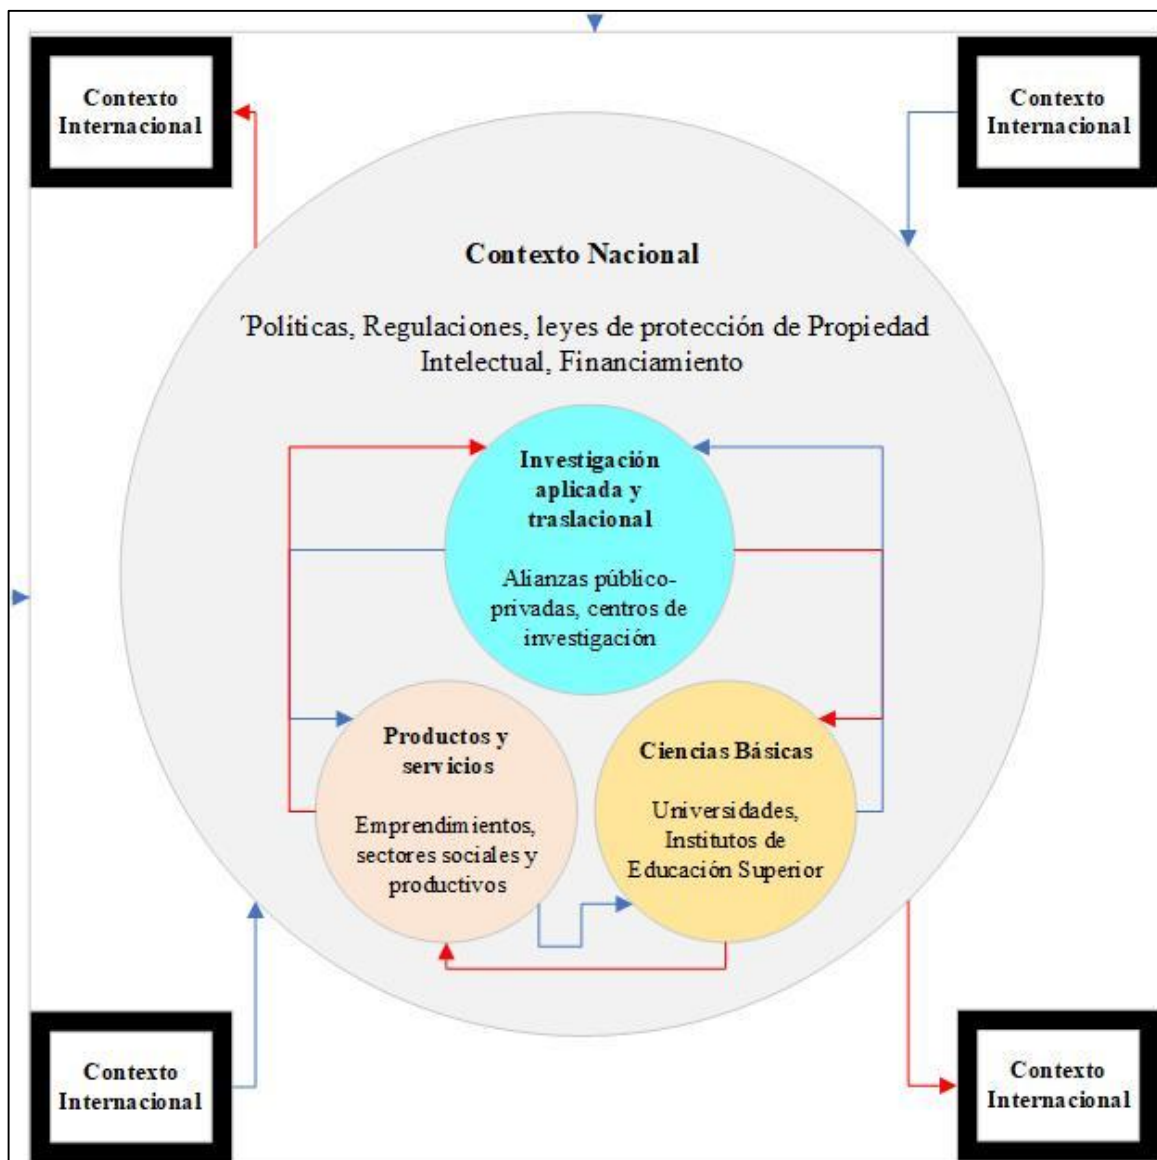 Contexto
Internacional
Contexto
Internacional
Contexto Nacional
´Políticas, Regulaciones, leyes de protección de Propiedad
Intelectual, Financiamiento
Investigación
aplicada y
traslacional
Alianzas público-
privadas, centros de
investigación
Productos y
servicios
Emprendimientos,
sectores sociales y
productivos
Ciencias Básicas
Universidades,
Institutos de
Educación Superior
Contexto
Internacional
Contexto
Internacional